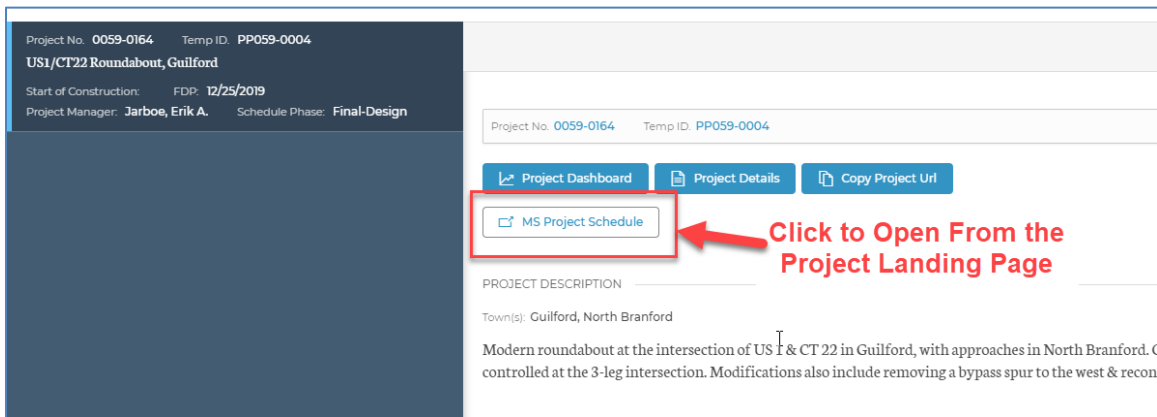 Project No. 0059-0164 Temp ID. PP059-0004
US1/CT22 Roundabout, Guilford
Start of Construction: FDP: 12/25/2019
Project Manager: Jarboe, Erik A. Schedule Phase: Final-Design
Project No. 0059-0164 Temp ID. PP059-0004
Project Dashboard Project Details Copy Project Url
MS Project Schedule
Click to Open From the
Project Landing Page
PROJECT DESCRIPTION
Town(s): Guilford, North Branford
Modern roundabout at the intersection of US 1 & CT 22 in Guilford, with approaches in North Branford.
controlled at the 3-leg intersection. Modifications also include removing a bypass spur to the west & recon